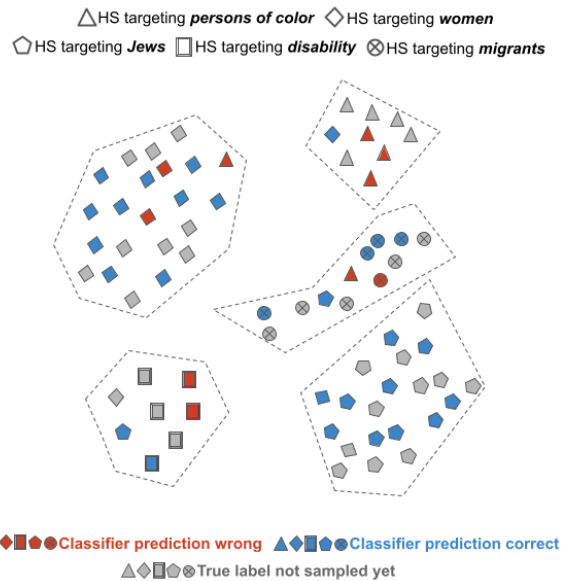 HS targeting persons of color HS targeting women
HS targeting Jews HS targeting disability HS targeting migrants
Classifier prediction wrong Classifier prediction correct
True label not sampled yet